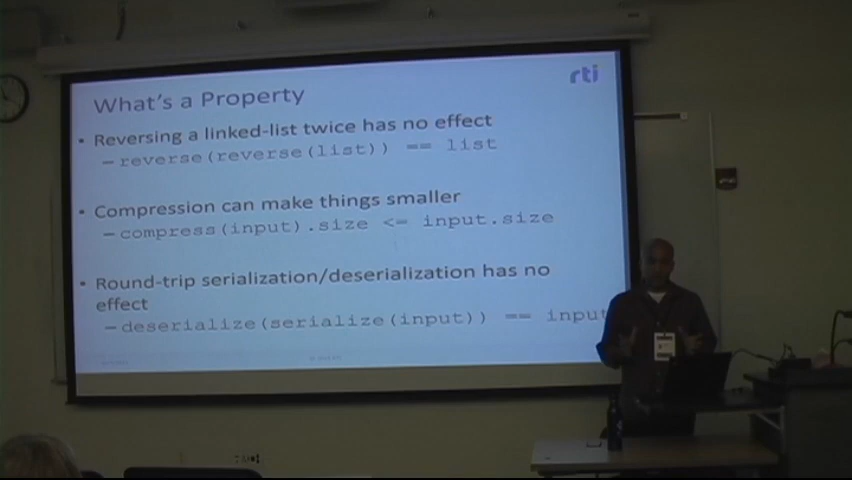 rti
What's a Property
• Reversing a linked-list twice has no effect
– reverse(reverse(list)) == list
• Compression can make things smaller
– compress(input).size <= input.size
• Round-trip serialization/deserialization has no
effect
– deserialize(serialize(input)) == input